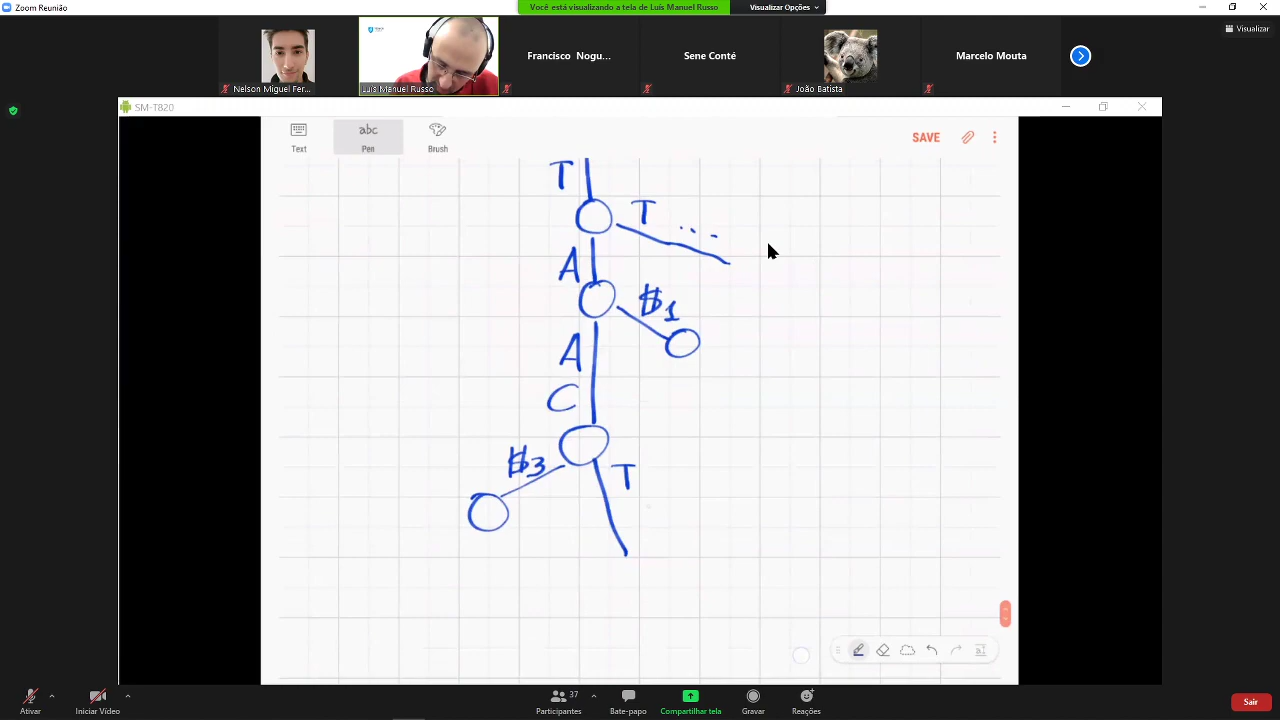 Zoom Reunião
Você está visualizando a tela de Luís Manuel Russo
Visualizar Opções
Visualizar
Nelson Miguel Fer...
Luís Manuel Russo
Francisco Nogu...
Sene Conté
João Batista
Marcelo Mouta
SM-T820
Text
abc
Pen
Brush
SAVE
T
T ...
A
$1
A
C
$3
T
Ativar
Iniciar Vídeo
37
Participantes
Bate-papo
Compartilhar tela
Gravar
Reações
Sair